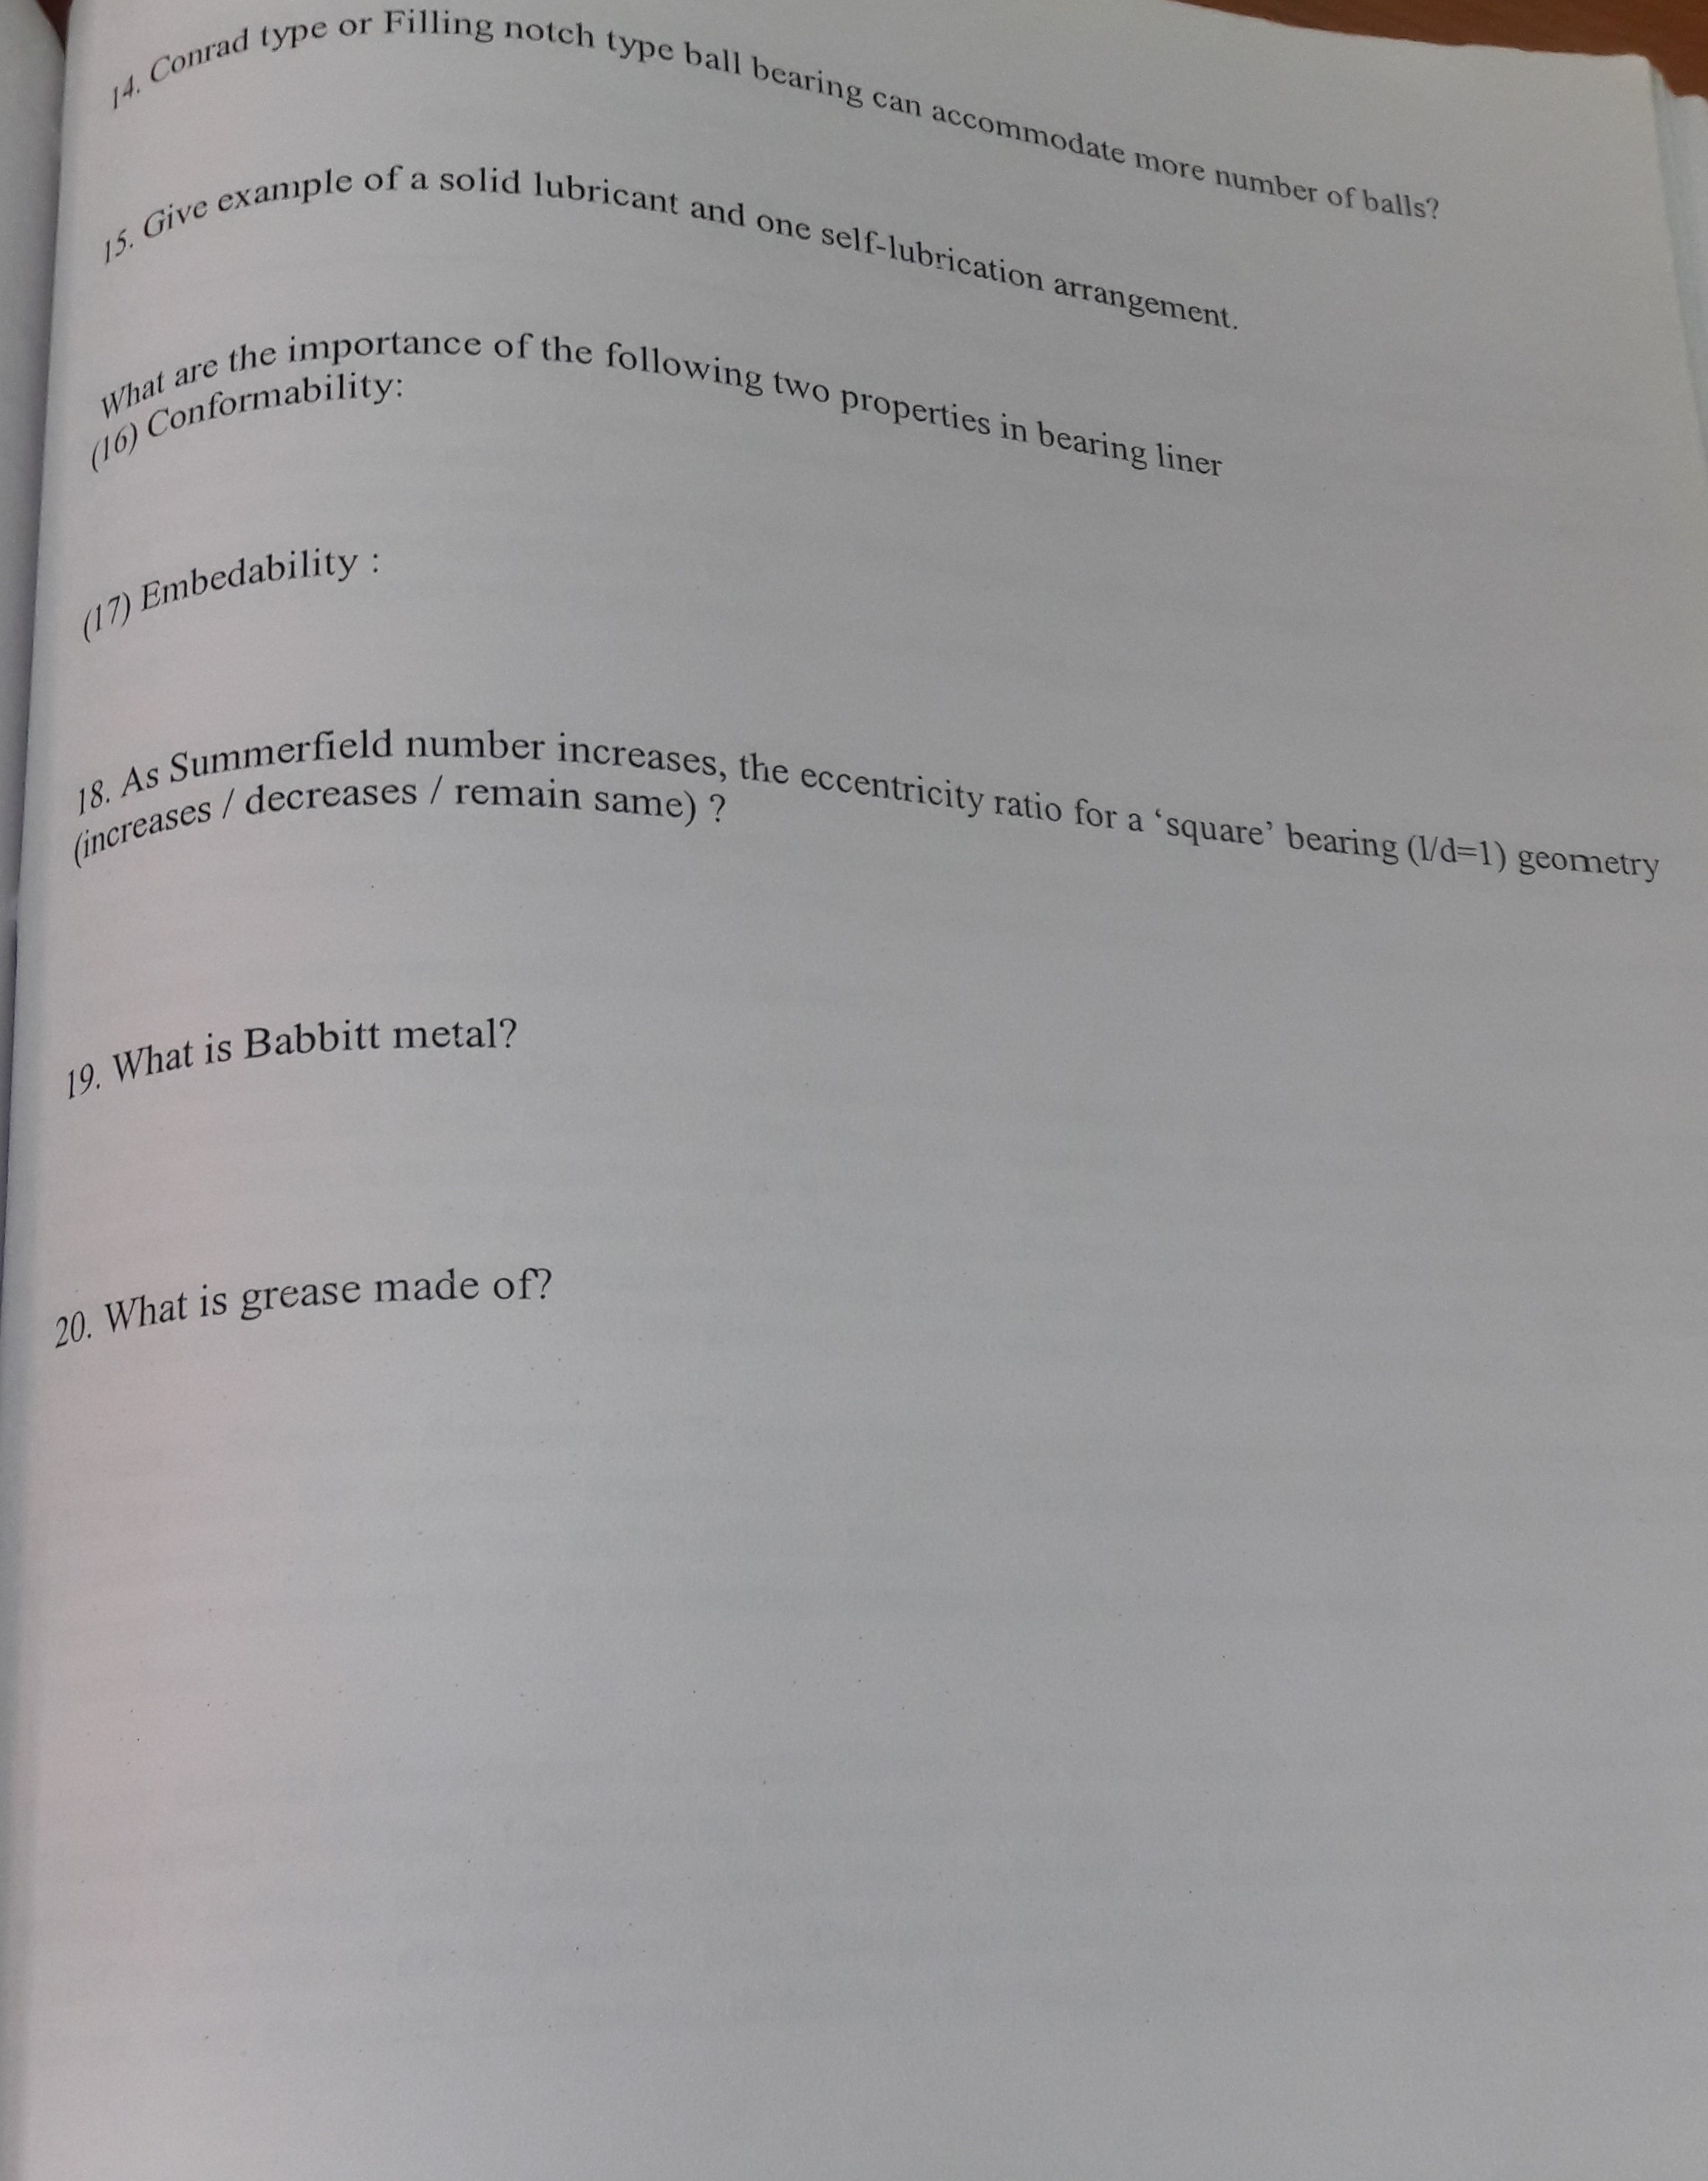 14. Conrad type or Filling notch type ball bearing can accommodate more number of balls?
15. Give example of a solid lubricant and one self-lubrication arrangement.
What are the importance of the following two properties in bearing liner
(16) Conformability:
(17) Embedability :
18. As Summerfield number increases, the eccentricity ratio for a ‘square’ bearing (l/d=1) geometry
(increases / decreases / remain same) ?
19. What is Babbitt metal?
20. What is grease made of?